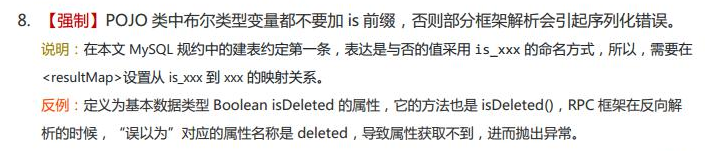 8. 【强制】POJO 类中布尔类型变量都不要加 is 前缀，否则部分框架解析会引起序列化错误。
说明：在本文 MySQL 规约中的建表约定第一条，表达是与否的值采用 is_xxx 的命名方式，所以，需要在
<resultMap>设置从 is_xxx 到 xxx 的映射关系。
反例：定义为基本数据类型 Boolean isDeleted 的属性，它的方法也是 isDeleted()，RPC 框架在反向解
析的时候，“误以为”对应的属性名称是 deleted，导致属性获取不到，进而抛出异常。